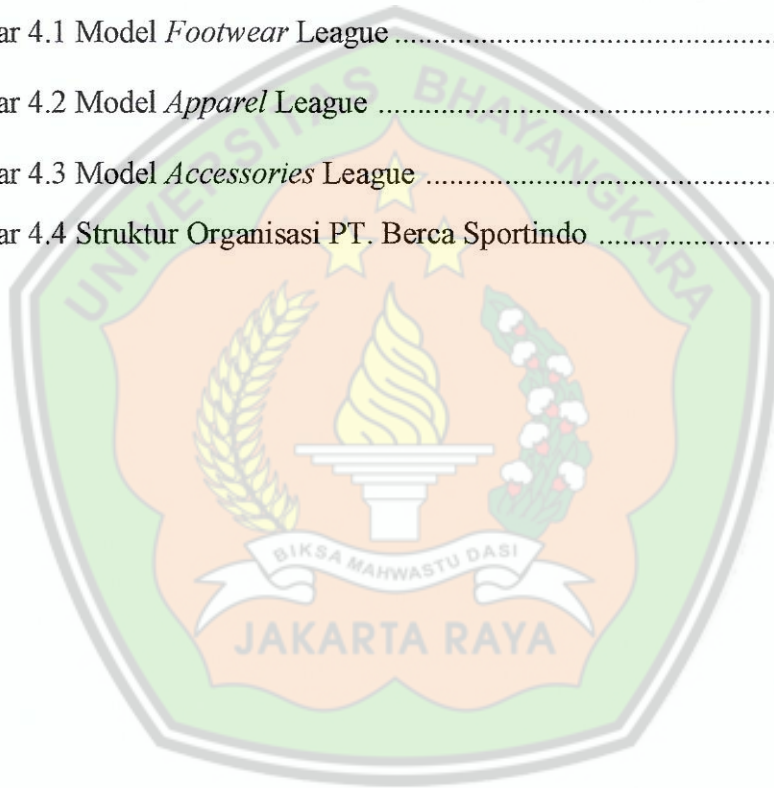 ar 4.1 Model Footwear League ........................................................
ar 4.2 Model Apparel League ..........................................................
ar 4.3 Model Accessories League ...................................................
ar 4.4 Struktur Organisasi PT. Berca Sportindo .........................
UNIVERSITAS BHAYANGKARA
BIKSA MAHWASTU DASI
JAKARTA RAYA